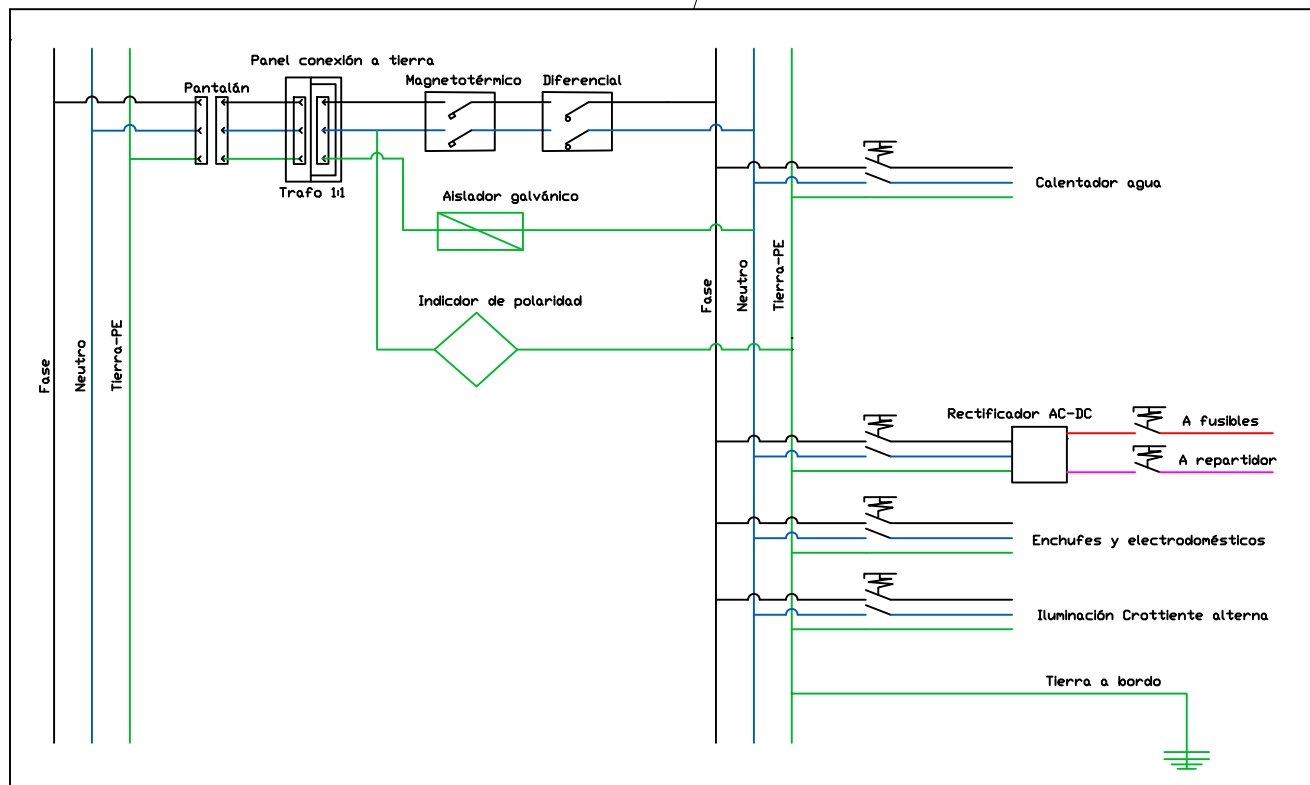 Panel conexión a tierra
Pantalán
Magnetotérmico
Diferencial
Trafo 1:1
Aislador galvánico
Calentador agua
Indicdor de polaridad
Fase
Neutro
Tierra-PE
Fase
Neutro
Tierra-PE
Rectificador AC-DC
A fusibles
A repartidor
Enchufes y electrodomésticos
Iluminación Crottiente alterna
Tierra a bordo